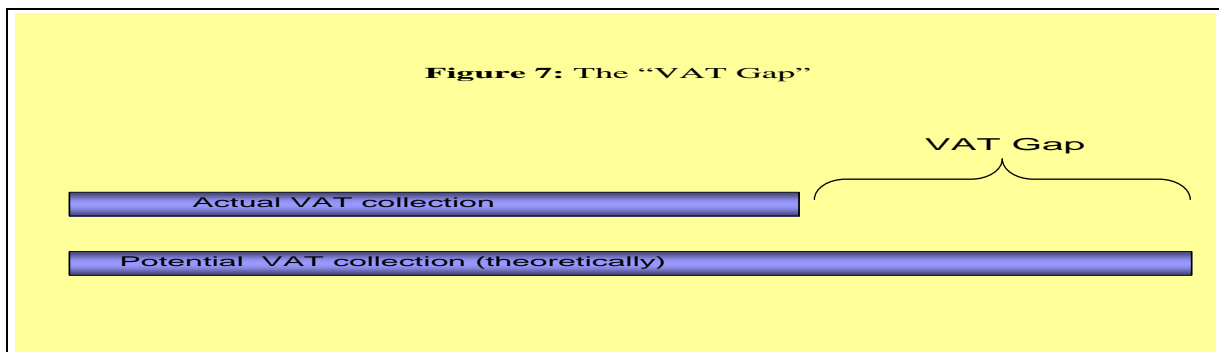 Figure 7: The “VAT Gap”
VAT Gap
Actual VAT collection
Potential VAT collection (theoretically)